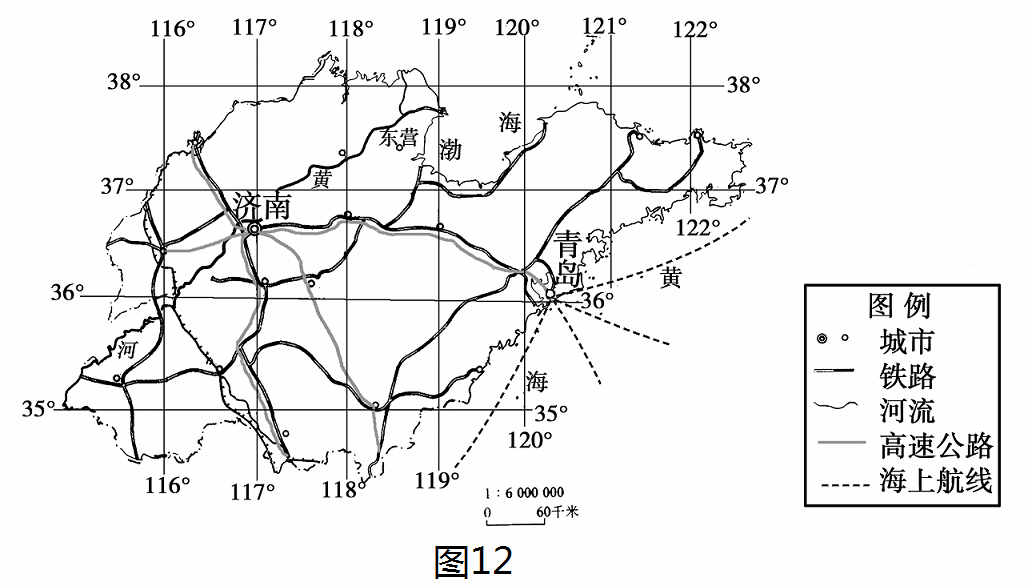 116° 117° 118° 119° 120° 121° 122°
38° 38°
海
东营
渤
黄
37° 37°
济南
122°
青岛
黄
36° 36°
河
海
35° 35°
120°
116° 117° 118° 119°
1:6 000 000
0 60千米
图例
城市
铁路
河流
高速公路
海上航线
图12